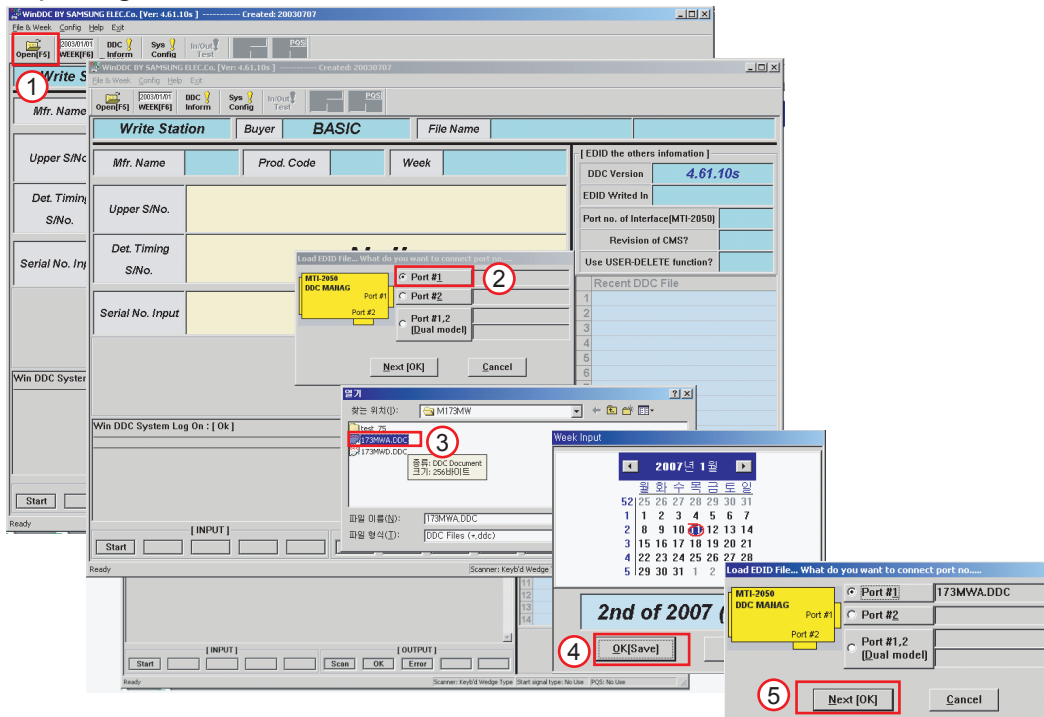 WinDDC BY SAMSUNG ELEC.Co. [Ver: 4.61.10s ] ---------- Created: 20030707
File & Week Config Help Exit
Open[F5] 2003/01/01 WEEK[F6] DDC Inform Sys Config In/Out Test PQS
1
Write S
Mfr. Name
Upper S/No
Det. Timing
S/No.
Serial No. Inp
Win DDC System
Start
Ready
WinDDC BY SAMSUNG ELEC.Co. [Ver: 4.61.10s ] ---------- Created: 20030707
File & Week Config Help Exit
Open[F5] 2003/01/01 WEEK[F6] DDC Inform Sys Config In/Out Test PQS
Write Station Buyer BASIC File Name
Mfr. Name Prod. Code Week
Upper S/No.
Det. Timing
S/No.
Serial No. Input
[ EDID the others infomation ]
DDC Version 4.61.10s
EDID Writed In
Port no. of Interface(MTI-2050)
Revision of CMS?
Use USER-DELETE function?
Recent DDC File
1
2
3
4
5
6
Load EDID File... What do you want to connect port no.....
MTI-2050
DDC MANAG
Port #1
Port #2
Port #1
2
Port #2
Port #1,2
(Dual model)
Next [OK] Cancel
Win DDC System Log On : [ Ok ]
[ INPUT ]
Start
Ready
Scanner: Keyb'd Wedge
열기
찾는 위치(I): M173MW
test_75
173MWA.DDC
3
173MWD.DDC
종류: DDC Document
크기: 256바이트
파일 이름(N): 173MWA.DDC
파일 형식(T): DDC Files (*.ddc)
Week Input
2007년 1월
월 화 수 목 금 토 일
52 25 26 27 28 29 30 31
1 1 2 3 4 5 6 7
2 8 9 10 11 12 13 14
3 15 16 17 18 19 20 21
4 22 23 24 25 26 27 28
5 29 30 31 1 2
2nd of 2007 (
4
OK[Save]
11
12
13
14
[ INPUT ] [ OUTPUT ]
Start Scan OK Error
Ready Scanner: Keyb'd Wedge Type Start signal type: No Use PQS: No Use
Load EDID File... What do you want to connect port no.....
MTI-2050
DDC MANAG
Port #1
Port #2
Port #1 173MWA.DDC
Port #2
Port #1,2
(Dual model)
5
Next [OK] Cancel